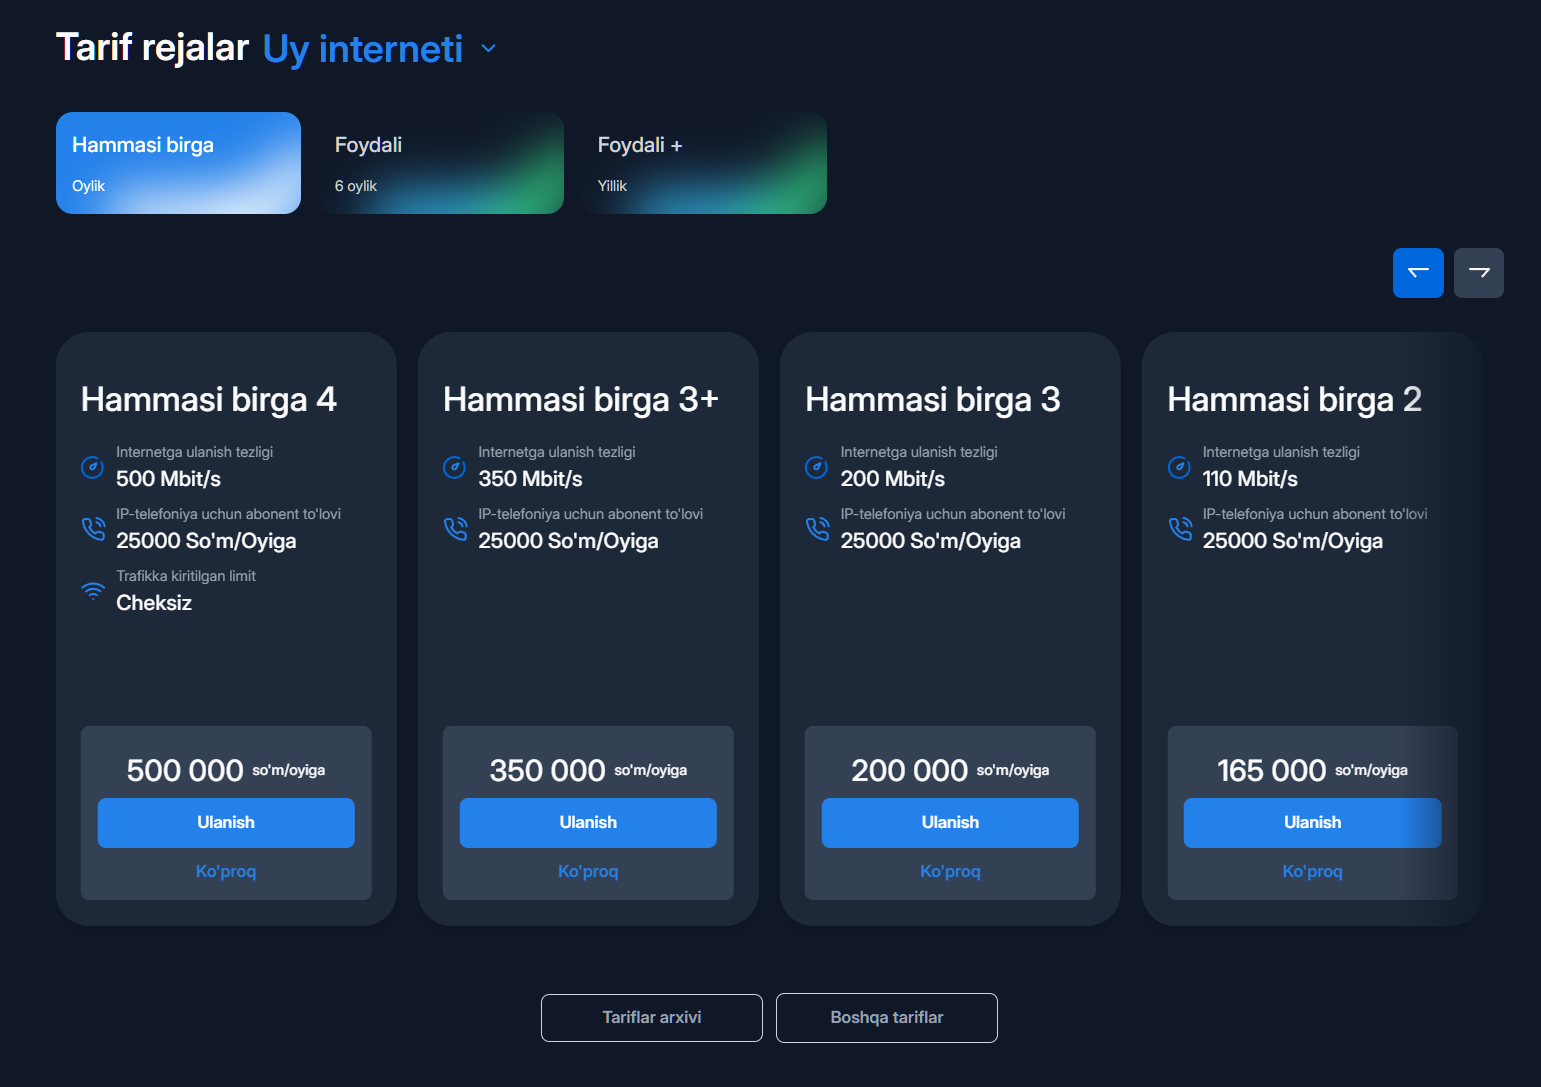 Tarif rejalar Uy interneti
Hammasi birga
Oylik
Foydali
6 oylik
Foydali +
Yillik
Hammasi birga 4
Internetga ulanish tezligi
500 Mbit/s
IP-telefoniya uchun abonent to'lovi
25000 So'm/Oyiga
Trafikka kiritilgan limit
Cheksiz
500 000 so'm/oyiga
Ulanish
Ko'proq
Hammasi birga 3+
Internetga ulanish tezligi
350 Mbit/s
IP-telefoniya uchun abonent to'lovi
25000 So'm/Oyiga
350 000 so'm/oyiga
Ulanish
Ko'proq
Hammasi birga 3
Internetga ulanish tezligi
200 Mbit/s
IP-telefoniya uchun abonent to'lovi
25000 So'm/Oyiga
200 000 so'm/oyiga
Ulanish
Ko'proq
Hammasi birga 2
Internetga ulanish tezligi
110 Mbit/s
IP-telefoniya uchun abonent to'lovi
25000 So'm/Oyiga
165 000 so'm/oyiga
Ulanish
Ko'proq
Tariflar arxivi
Boshqa tariflar